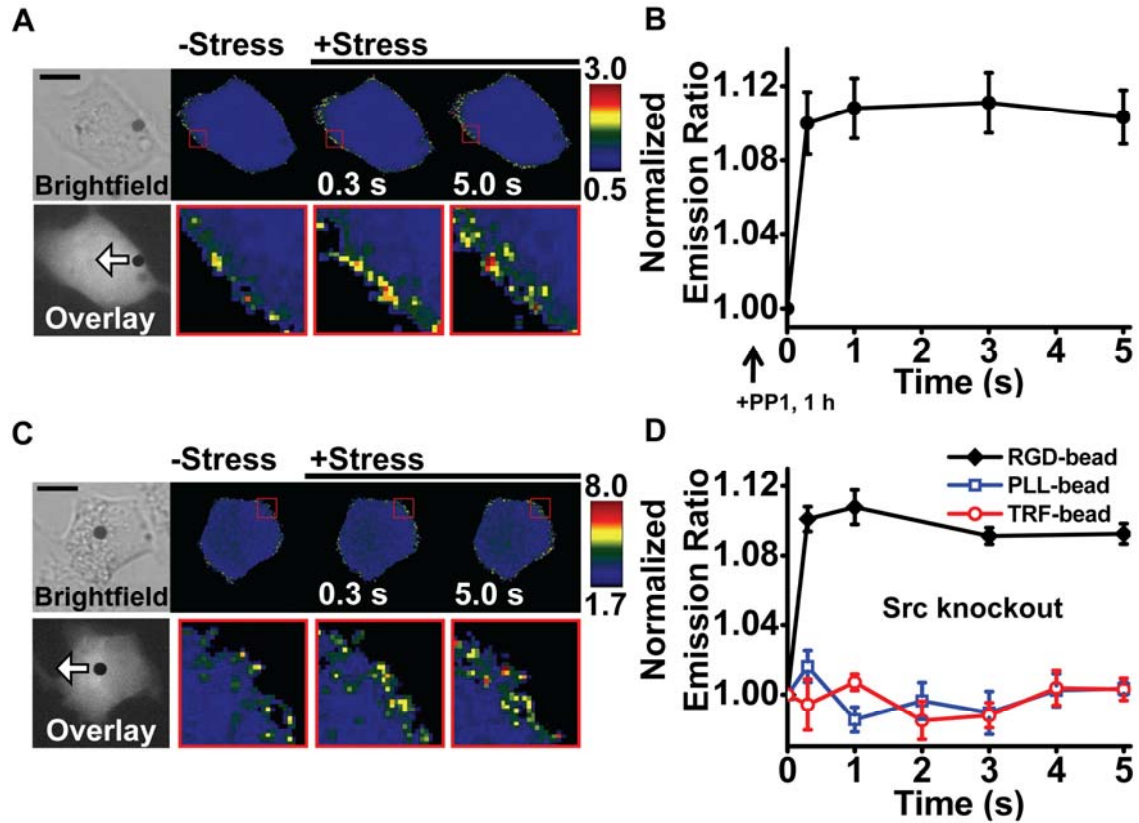 A
-Stress
+Stress
3.0
0.5
Brightfield
0.3 s
5.0 s
Overlay
B
Normalized
Emission Ratio
1.12
1.08
1.04
1.00
0
1
2
3
4
5
Time (s)
+PP1, 1 h
C
-Stress
+Stress
8.0
1.7
Brightfield
0.3 s
5.0 s
Overlay
D
Normalized
Emission Ratio
1.12
1.08
1.04
1.00
RGD-bead
PLL-bead
TRF-bead
Src knockout
0
1
2
3
4
5
Time (s)